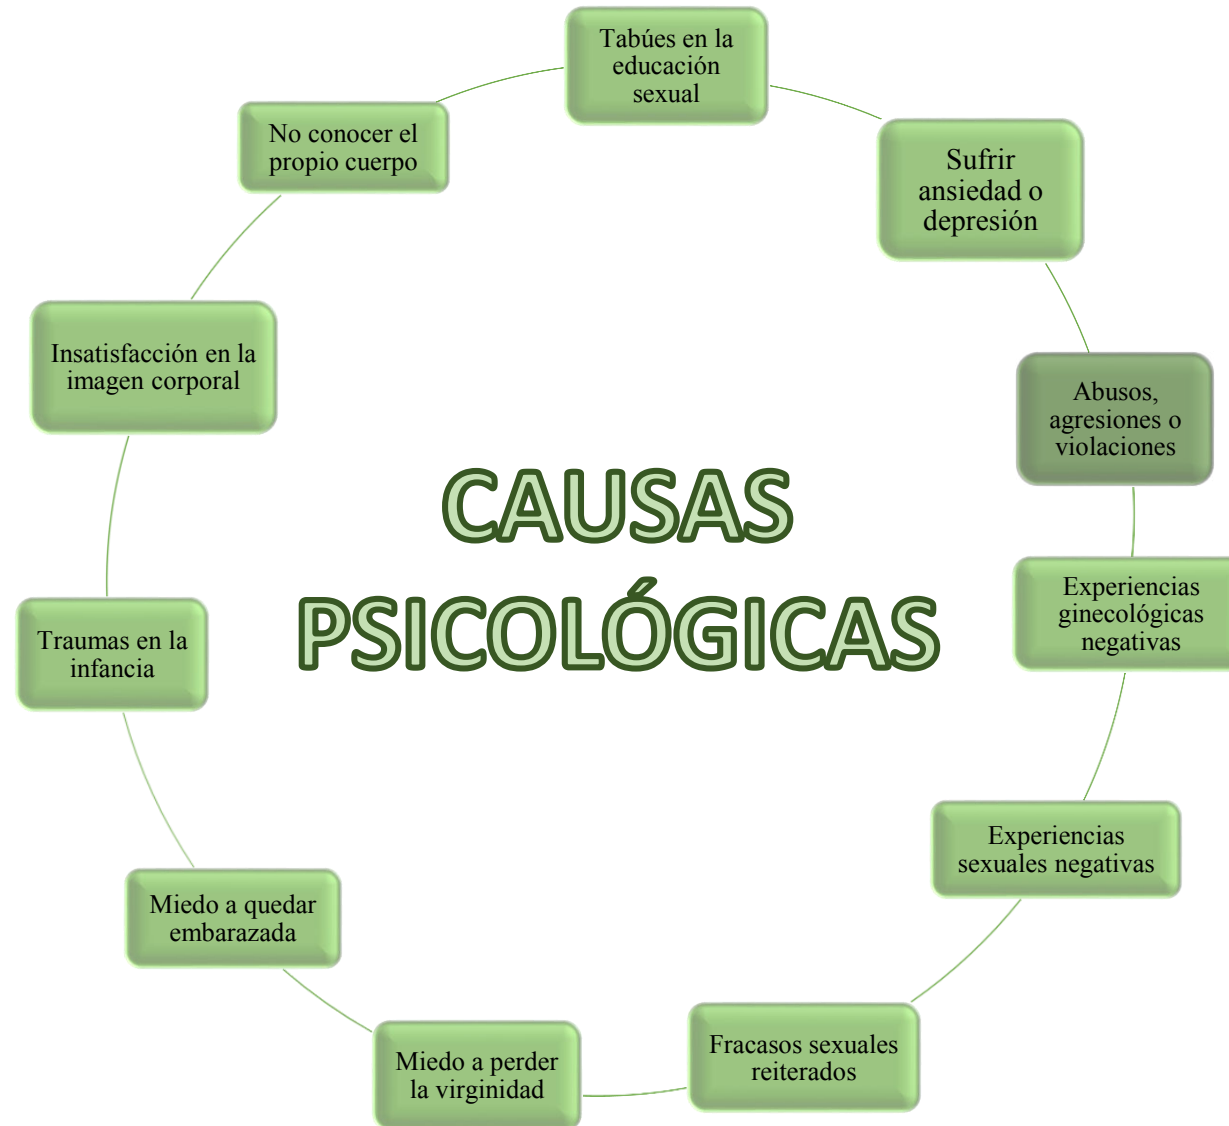 Tabúes en la
educación
sexual
Sufrir
ansiedad o
depresión
Abusos,
agresiones o
violaciones
Experiencias
ginecológicas
negativas
Experiencias
sexuales negativas
Fracasos sexuales
reiterados
Miedo a perder
la virginidad
Miedo a quedar
embarazada
Traumas en la
infancia
Insatisfacción en la
imagen corporal
No conocer el
propio cuerpo
CAUSAS
PSICOLÓGICAS